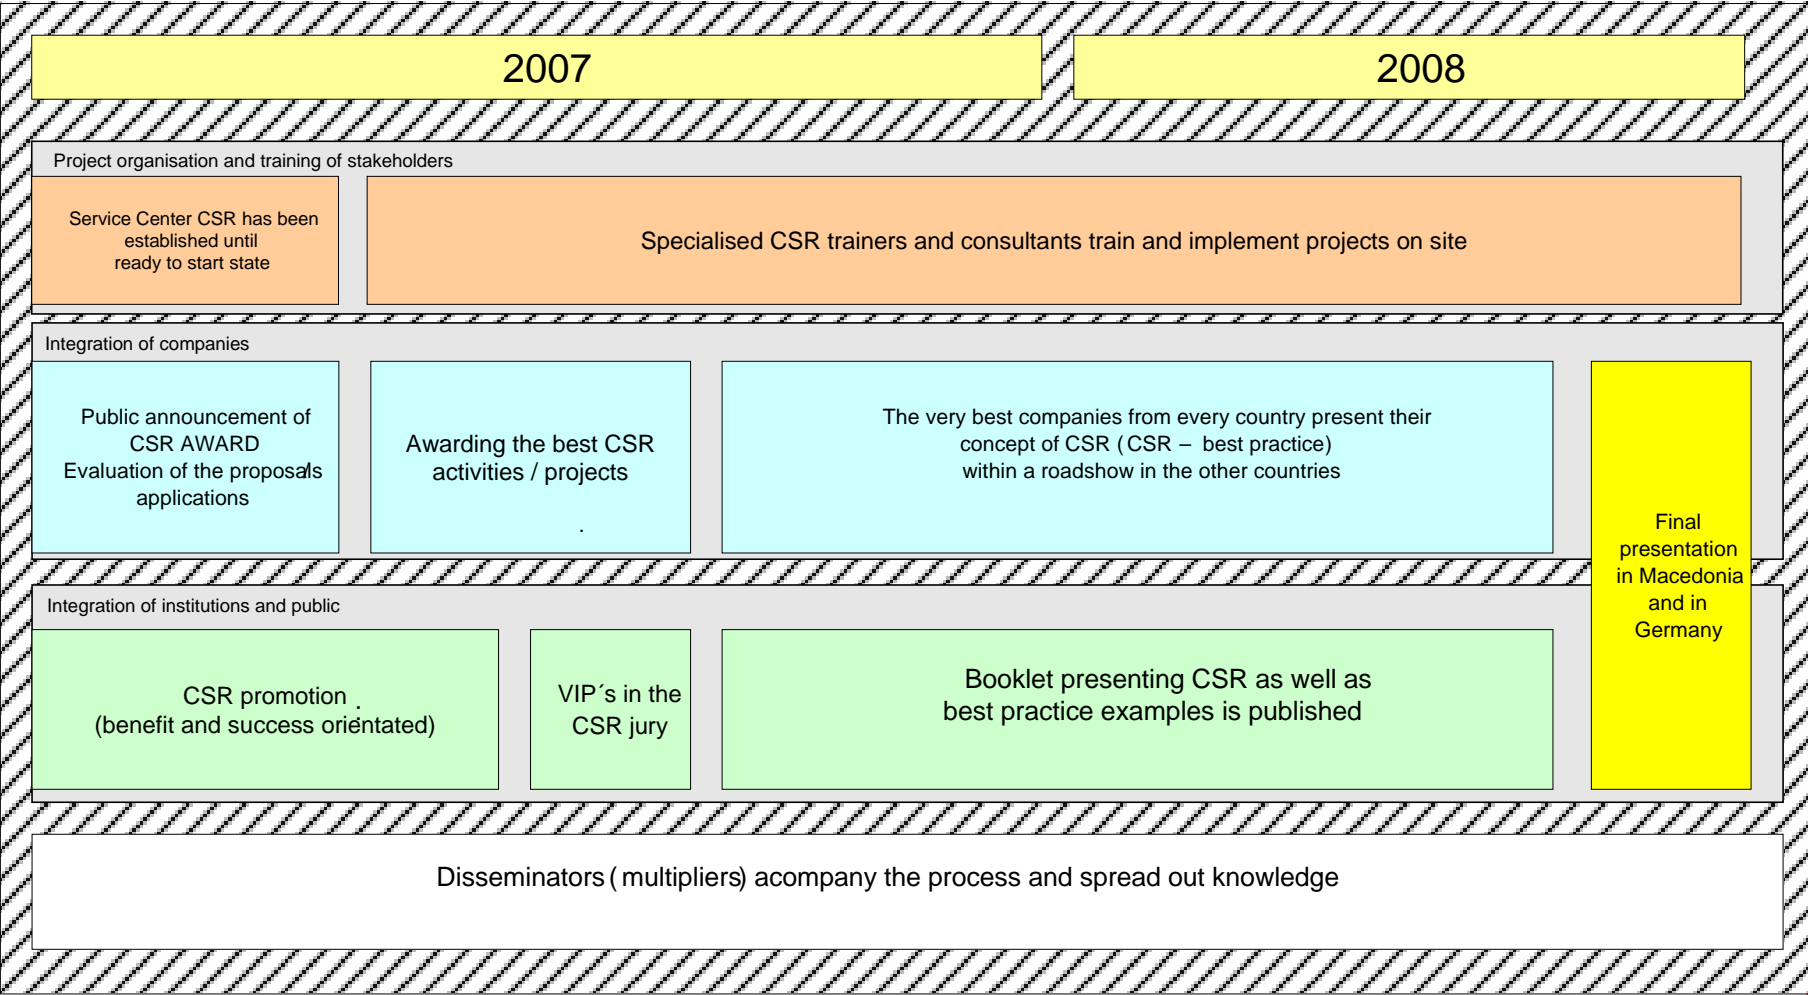 2007
2008
Project organisation and training of stakeholders
Service Center CSR has been
established until
ready to start state
Specialised CSR trainers and consultants train and implement projects on site
Integration of companies
Public announcement of
CSR AWARD
Evaluation of the proposals/
applications
Awarding the best CSR
activities / projects
.
The very best companies from every country present their
concept of CSR (CSR – best practice)
within a roadshow in the other countries
Final
presentation
in Macedonia
and in
Germany
Integration of institutions and public
CSR promotion .
(benefit and success orientated)
VIP´s in the
CSR jury
Booklet presenting CSR as well as
best practice examples is published
Disseminators (multipliers) acompany the process and spread out knowledge